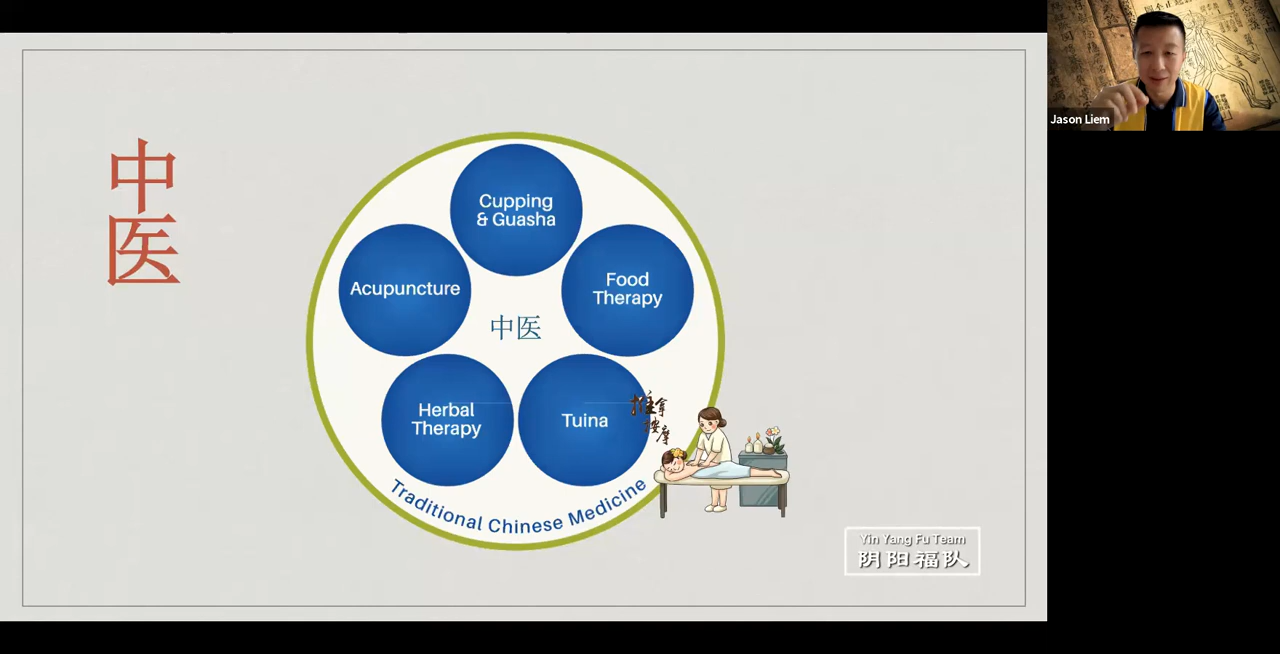 中
医
Cupping
& Guasha
Acupuncture
Food
Therapy
中医
Herbal
Therapy
Tuina
推拿
按摩
Traditional Chinese Medicine
Yin Yang Fu Team
阴阳福队
Jason Liem